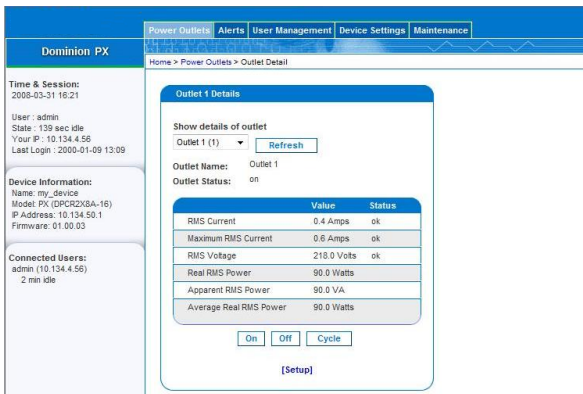 Power Outlets Alerts User Management Device Settings Maintenance
Dominion PX
Home > Power Outlets > Outlet Detail
Time & Session:
2008-03-31 16:21
User : admin
State : 139 sec idle
Your IP : 10.134.4.56
Last Login : 2000-01-09 13:09
Device Information:
Name: my_device
Model: PX (DPCR2X8A-16)
IP Address: 10.134.50.1
Firmware: 01.00.03
Connected Users:
admin (10.134.4.56)
2 min idle
Outlet 1 Details
Show details of outlet
Outlet 1 (1) Refresh
Outlet Name: Outlet 1
Outlet Status: on
Value Status
RMS Current 0.4 Amps ok
Maximum RMS Current 0.6 Amps ok
RMS Voltage 218.0 Volts ok
Real RMS Power 90.0 Watts
Apparent RMS Power 90.0 VA
Average Real RMS Power 90.0 Watts
On Off Cycle
[Setup]